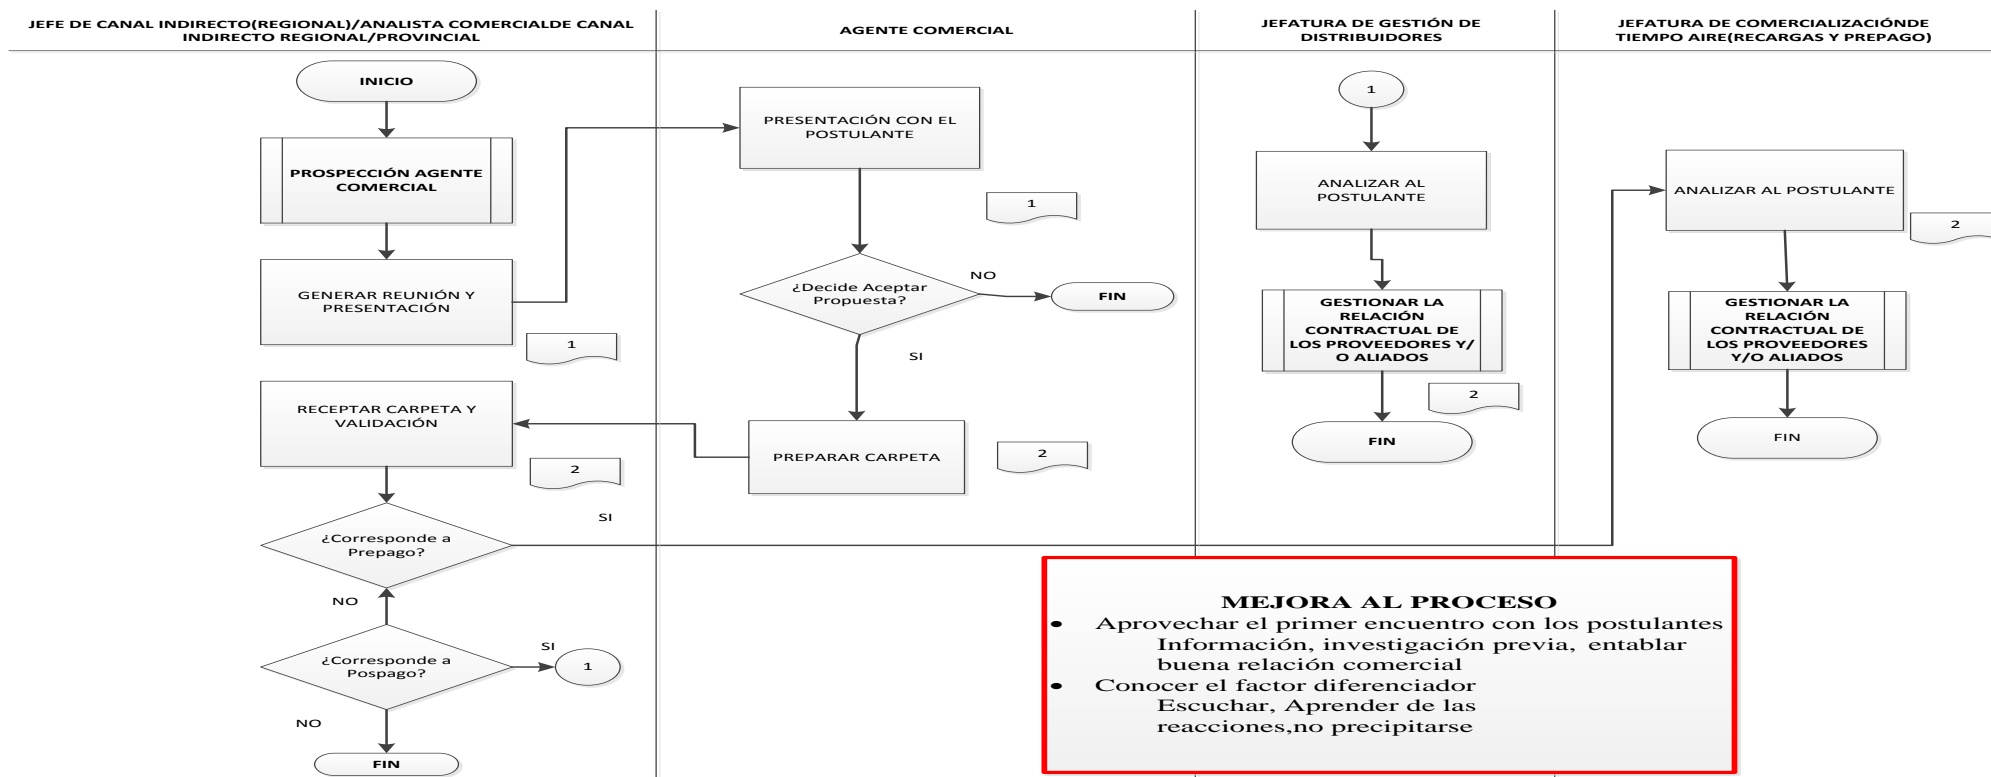 JEFE DE CANAL INDIRECTO(REGIONAL)/ANALISTA COMERCIALDE CANAL
INDIRECTO REGIONAL/PROVINCIAL
AGENTE COMERCIAL
JEFATURA DE GESTIÓN DE
DISTRIBUIDORES
JEFATURA DE COMERCIALIZACIÓNDE
TIEMPO AIRE(RECARGAS Y PREPAGO)
INICIO
PROSPECCIÓN AGENTE
COMERCIAL
GENERAR REUNIÓN Y
PRESENTACIÓN
1
RECEPTAR CARPETA Y
VALIDACIÓN
2
SI
¿Corresponde a
Prepago?
NO
¿Corresponde a
Pospago?
SI
1
NO
FIN
PRESENTACIÓN CON EL
POSTULANTE
1
¿Decide Aceptar
Propuesta?
NO
FIN
SI
PREPARAR CARPETA
2
1
ANALIZAR AL
POSTULANTE
GESTIONAR LA
RELACIÓN
CONTRACTUAL DE
LOS PROVEEDORES Y/
O ALIADOS
2
FIN
ANALIZAR AL POSTULANTE
2
GESTIONAR LA
RELACIÓN
CONTRACTUAL DE
LOS PROVEEDORES
Y/O ALIADOS
FIN
MEJORA AL PROCESO
• Aprovechar el primer encuentro con los postulantes
Información, investigación previa, entablar
buena relación comercial
• Conocer el factor diferenciador
Escuchar, Aprender de las
reacciones,no precipitarse